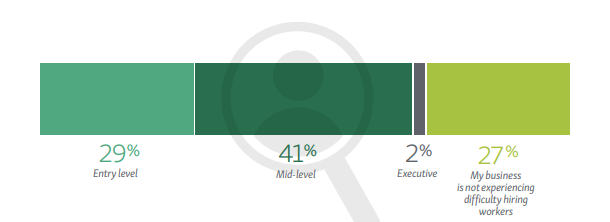 29%
Entry level
41%
Mid-level
2%
Executive
27%
My business
is not experiencing
difficulty hiring
workers